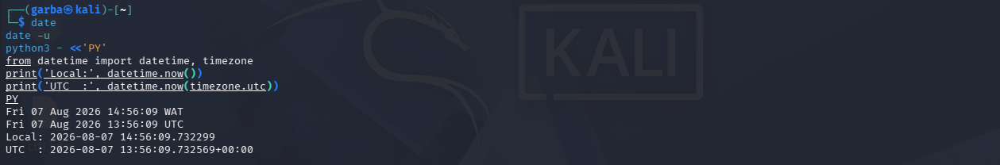 ┌──(garba㉿kali)-[~]
└─$ date
date -u
python3 - <<'PY'
from datetime import datetime, timezone
print('Local:', datetime.now())
print('UTC  :', datetime.now(timezone.utc))
PY
Fri 07 Aug 2026 14:56:09 WAT
Fri 07 Aug 2026 13:56:09 UTC
Local: 2026-08-07 14:56:09.732299
UTC  : 2026-08-07 13:56:09.732569+00:00
KALI